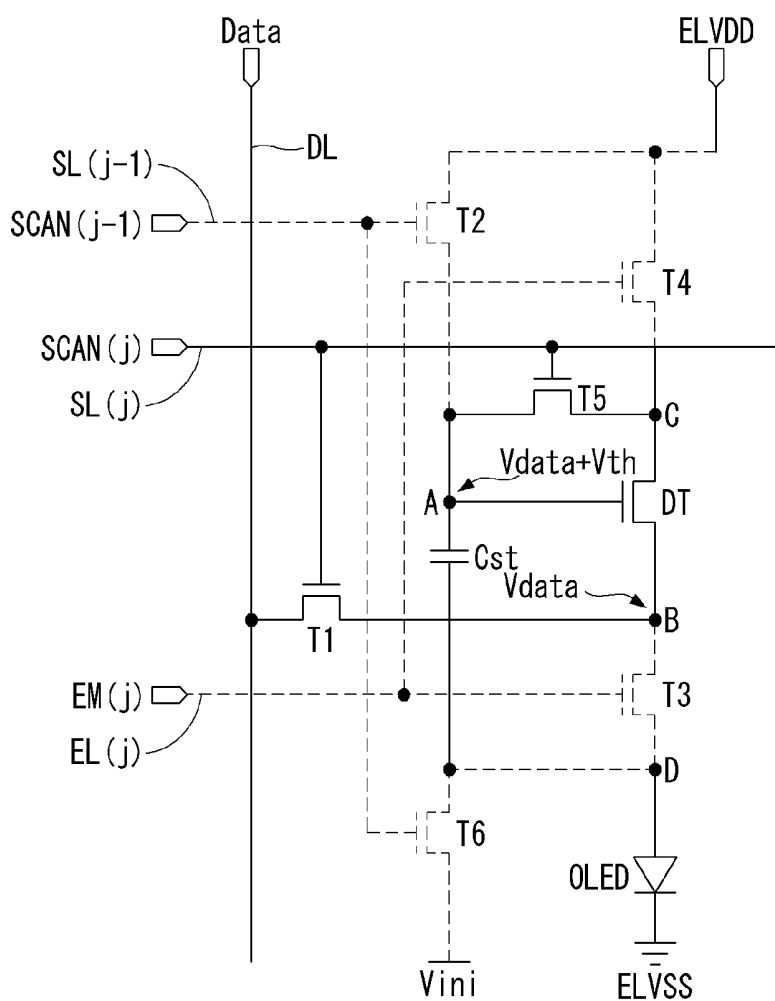 Data
ELVDD
DL
SL(j-1)
SCAN(j-1)
T2
T4
SCAN(j)
SL(j)
T5
C
Vdata+Vth
A
DT
Cst
Vdata
B
T1
EM(j)
T3
EL(j)
D
T6
OLED
Vini
ELVSS